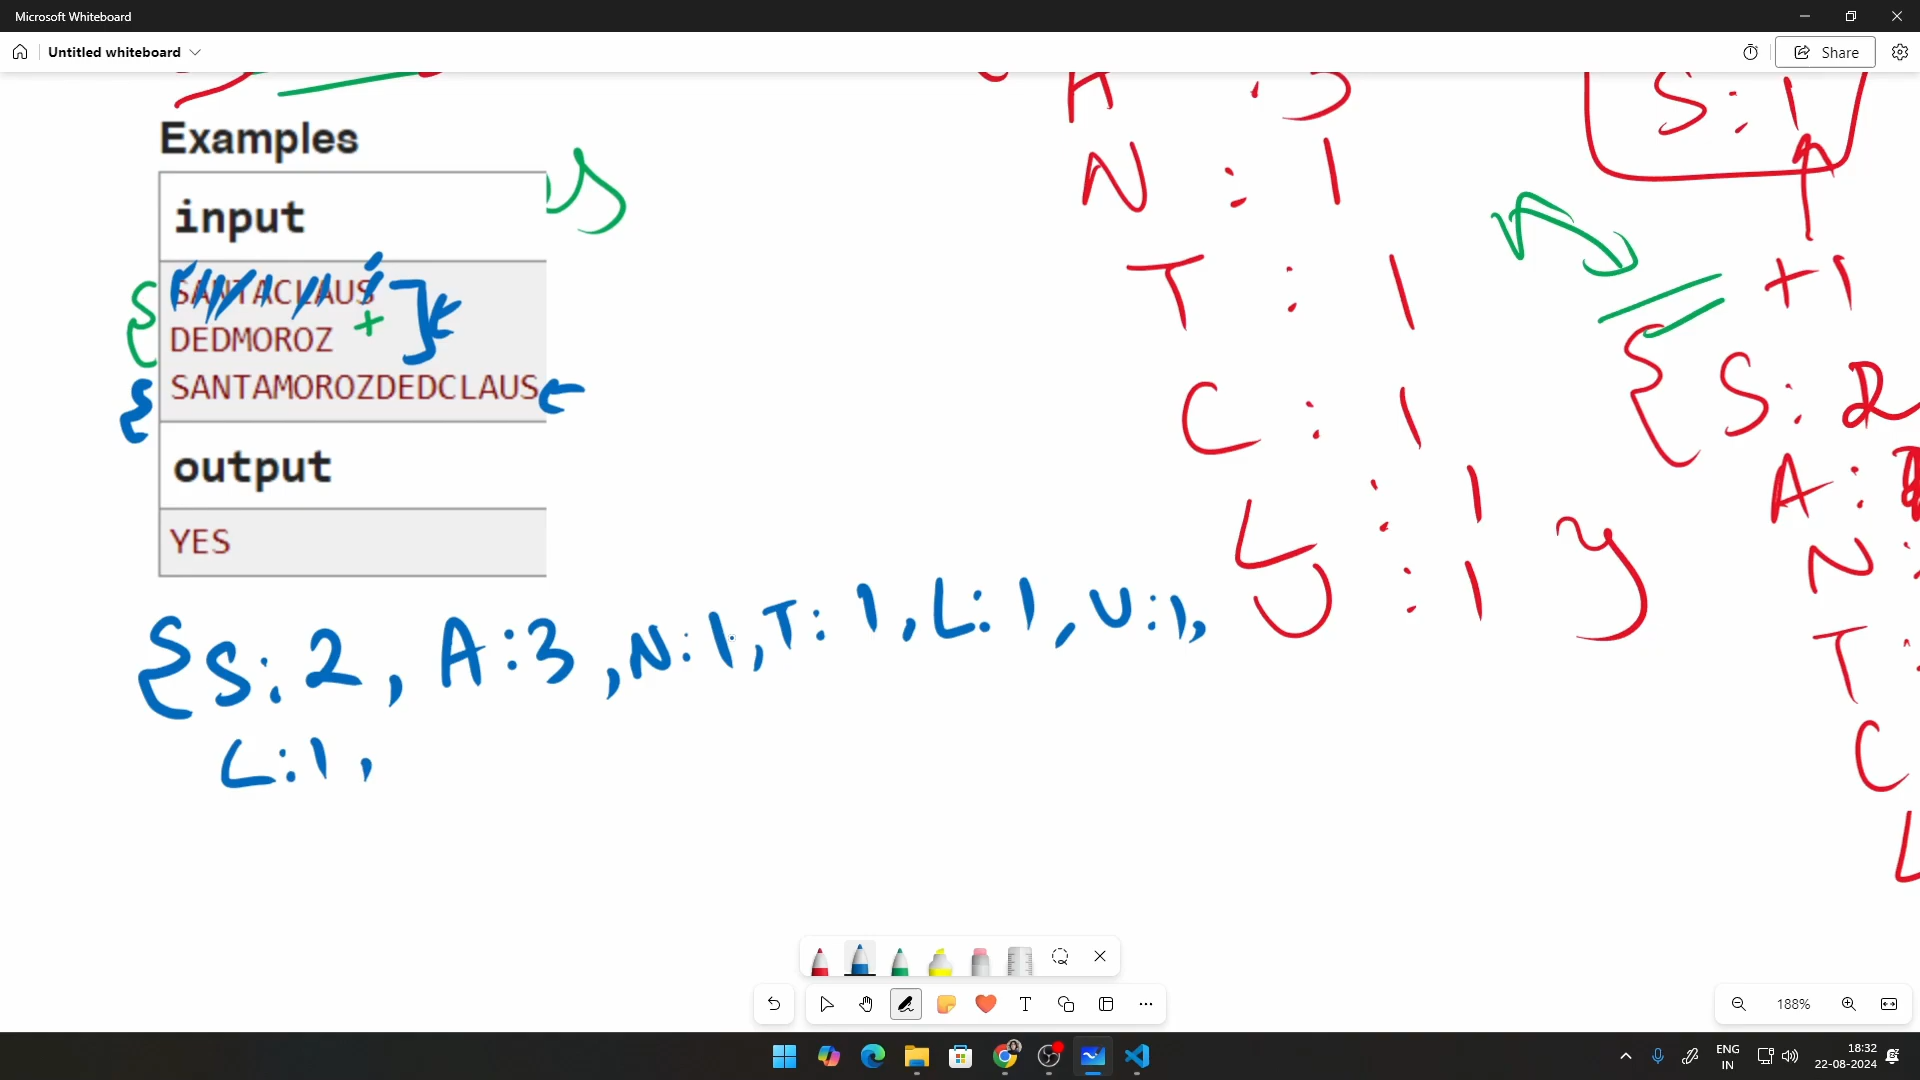 Microsoft Whiteboard
Untitled whiteboard
Share
Examples
input
SANTACLAUS
DEDMOROZ +
SANTAMOROZDEDCLAUS
output
YES
{S:2, A:3, N:1, T:1, L:1, U:1,
L:1,
A :3
N : 1
T : 1
C : 1
L : 1
U : 1 }
S:1
+1
{ S: 2
A:
N:
T:
C
L
188%
ENG
IN
18:32
22-08-2024